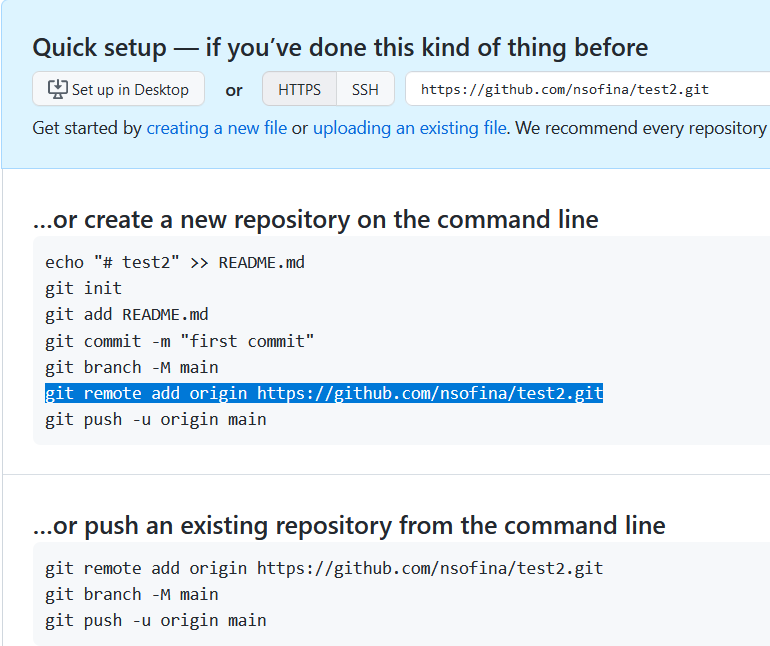 Quick setup — if you’ve done this kind of thing before
Set up in Desktop or HTTPS SSH https://github.com/nsofina/test2.git
Get started by creating a new file or uploading an existing file. We recommend every repository
...or create a new repository on the command line
echo "# test2" >> README.md
git init
git add README.md
git commit -m "first commit"
git branch -M main
git remote add origin https://github.com/nsofina/test2.git
git push -u origin main
...or push an existing repository from the command line
git remote add origin https://github.com/nsofina/test2.git
git branch -M main
git push -u origin main